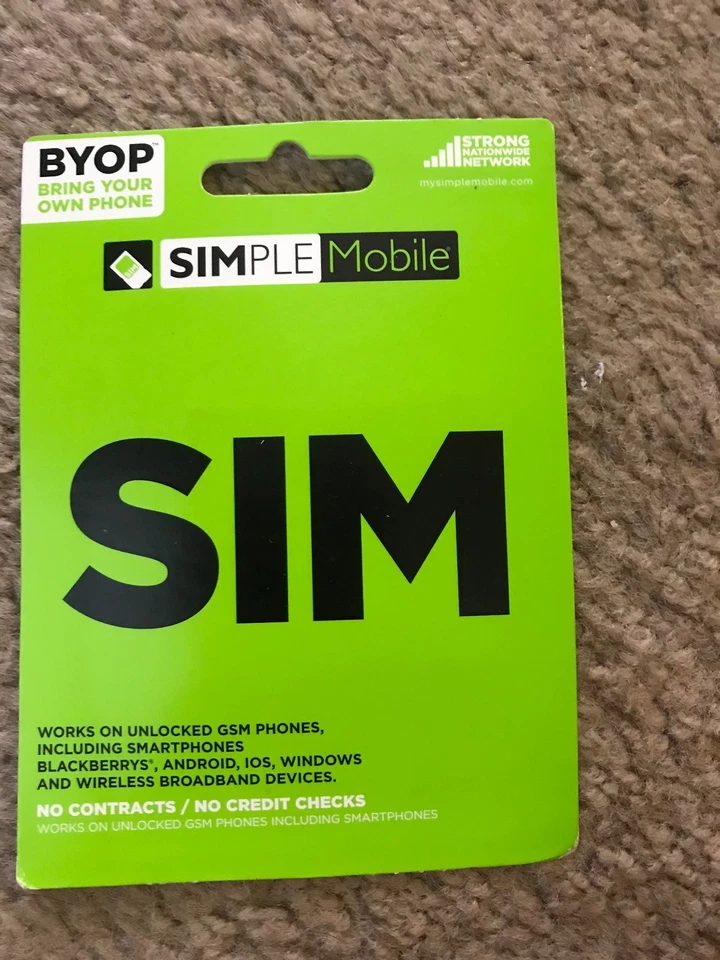 BYOP™
BRING YOUR
OWN PHONE
STRONG
NATIONWIDE
NETWORK
mysimplemobile.com
SIM
SIMPLE Mobile®
SIM
WORKS ON UNLOCKED GSM PHONES,
INCLUDING SMARTPHONES
BLACKBERRYS®, ANDROID, IOS, WINDOWS
AND WIRELESS BROADBAND DEVICES.
NO CONTRACTS / NO CREDIT CHECKS
WORKS ON UNLOCKED GSM PHONES INCLUDING SMARTPHONES